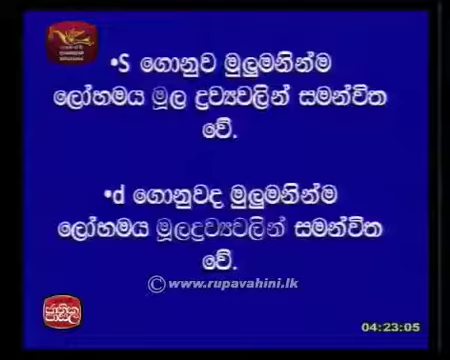 •S ගොනුව මුලුමනින්ම
ලෝහමය මූල ද්‍රව්‍යවලින් සමන්විත
වේ.
•d ගොනුවද මුලුමනින්ම
ලෝහමය මූලද්‍රව්‍යවලින් සමන්විත
වේ.
© www.rupavahini.lk
ජාතික
04:23:05